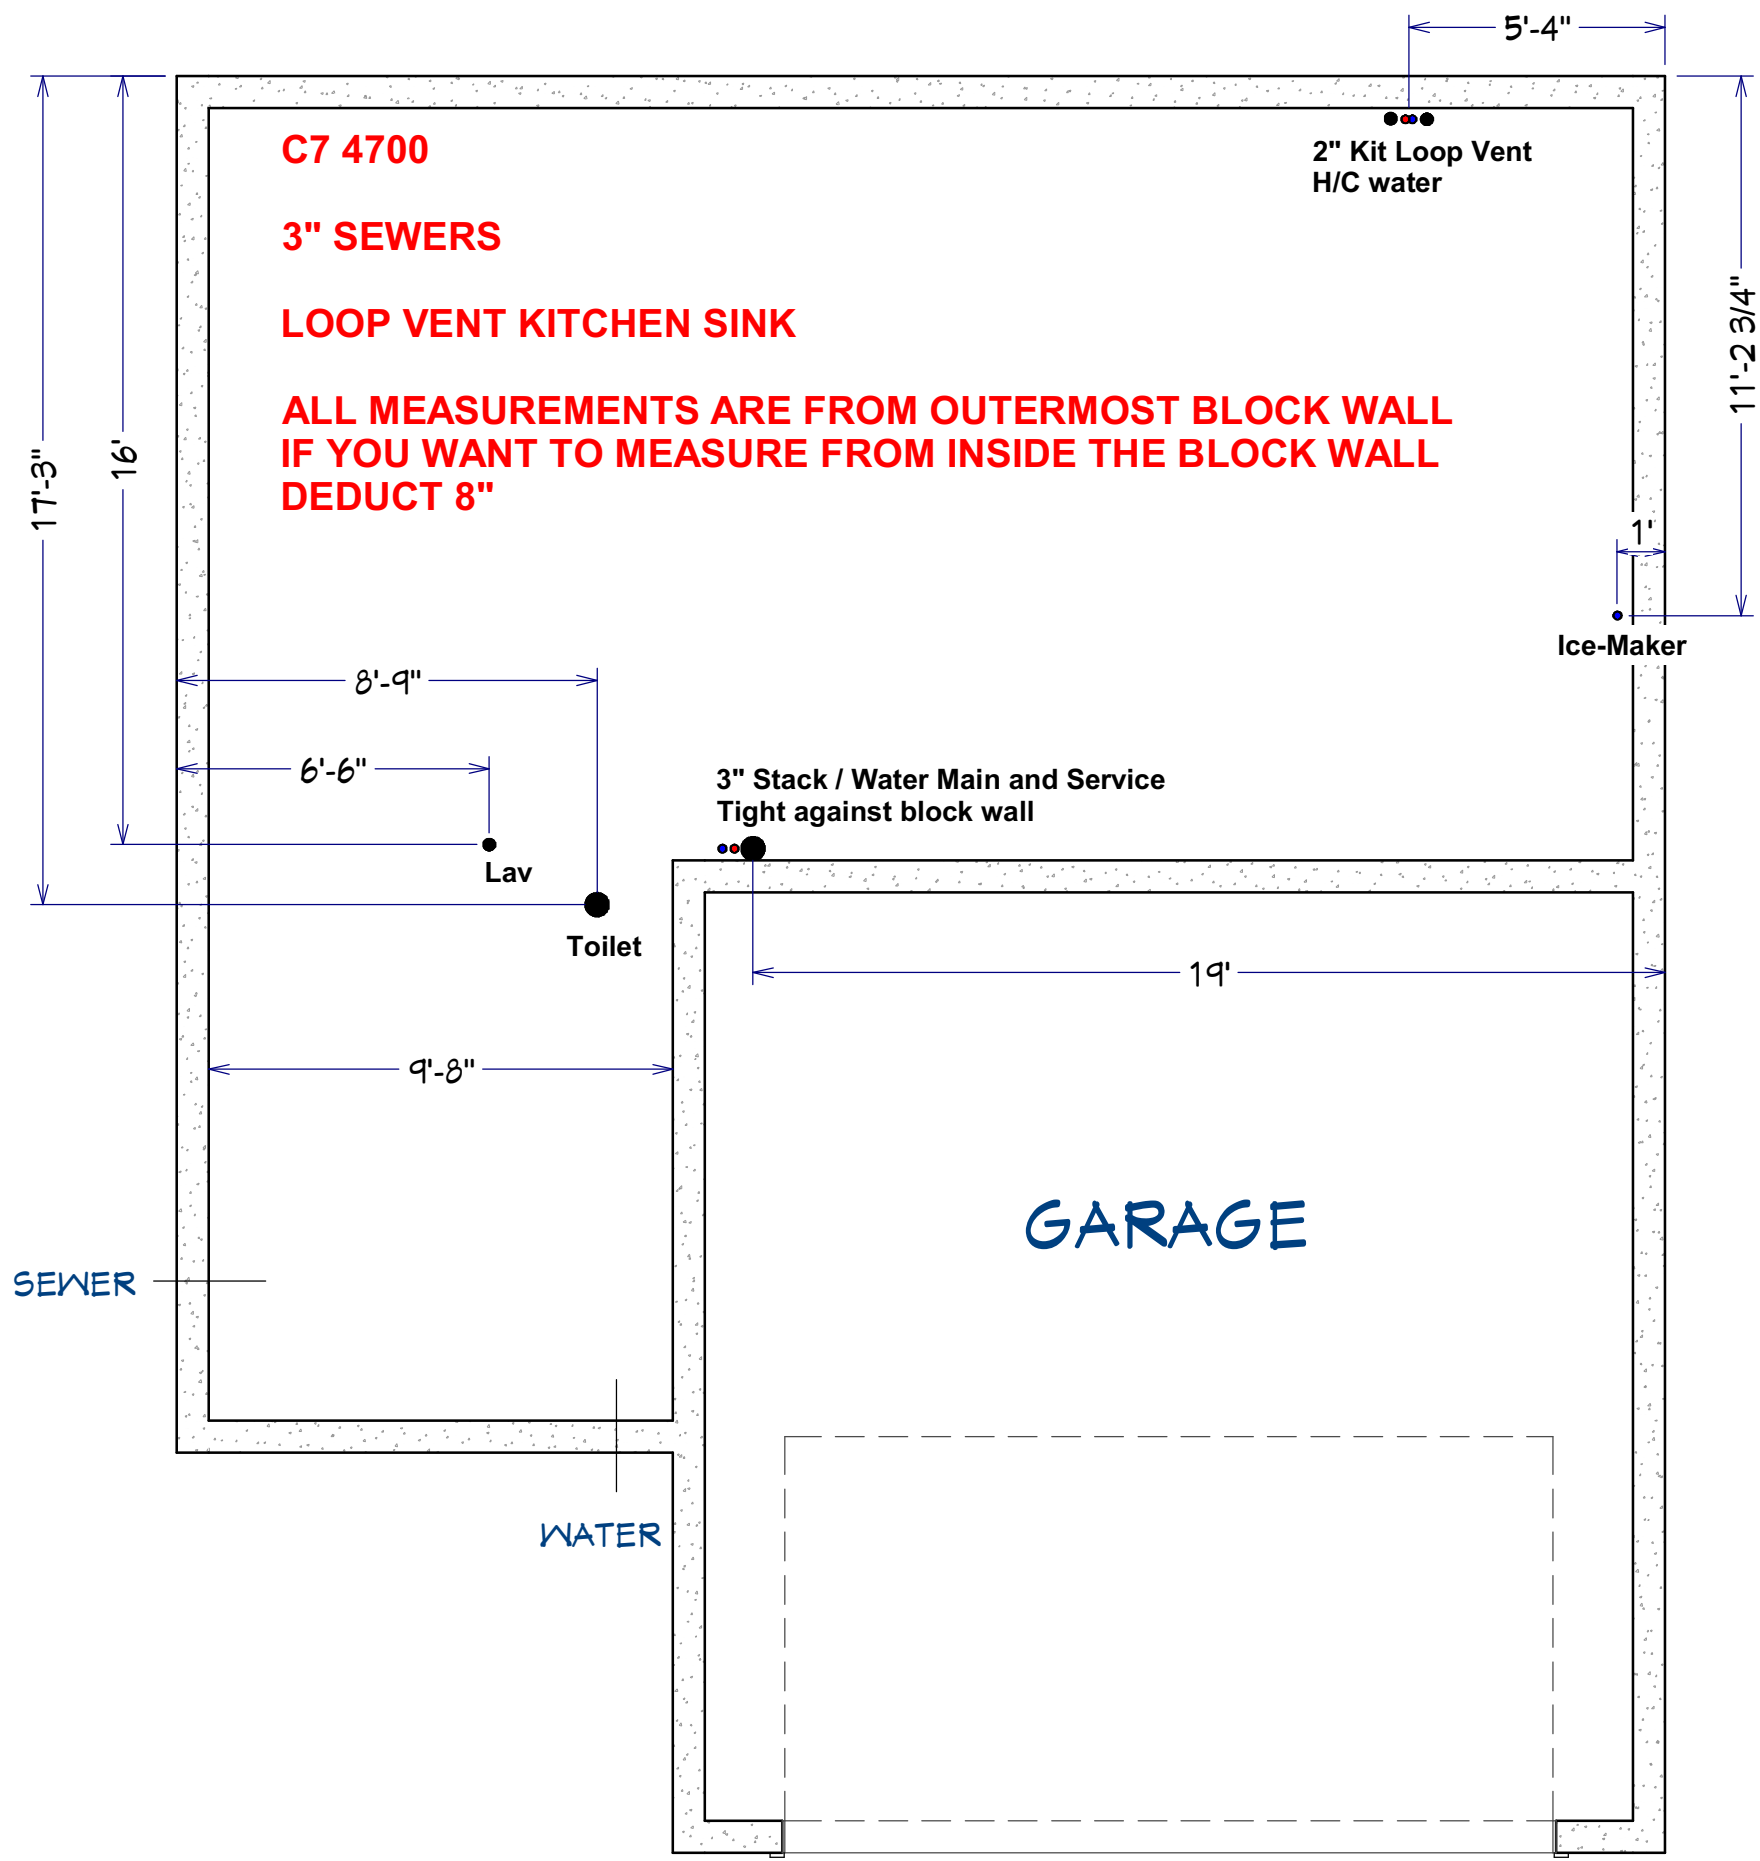 5'-4"
C7 4700
2" Kit Loop Vent
H/C water
3" SEWERS
LOOP VENT KITCHEN SINK
11'-2 3/4"
ALL MEASUREMENTS ARE FROM OUTERMOST BLOCK WALL
IF YOU WANT TO MEASURE FROM INSIDE THE BLOCK WALL
DEDUCT 8"
17'-3"
16'
1'
Ice-Maker
8'-9"
6'-6"
3" Stack / Water Main and Service
Tight against block wall
Lav
Toilet
19'
9'-8"
GARAGE
SEWER
WATER